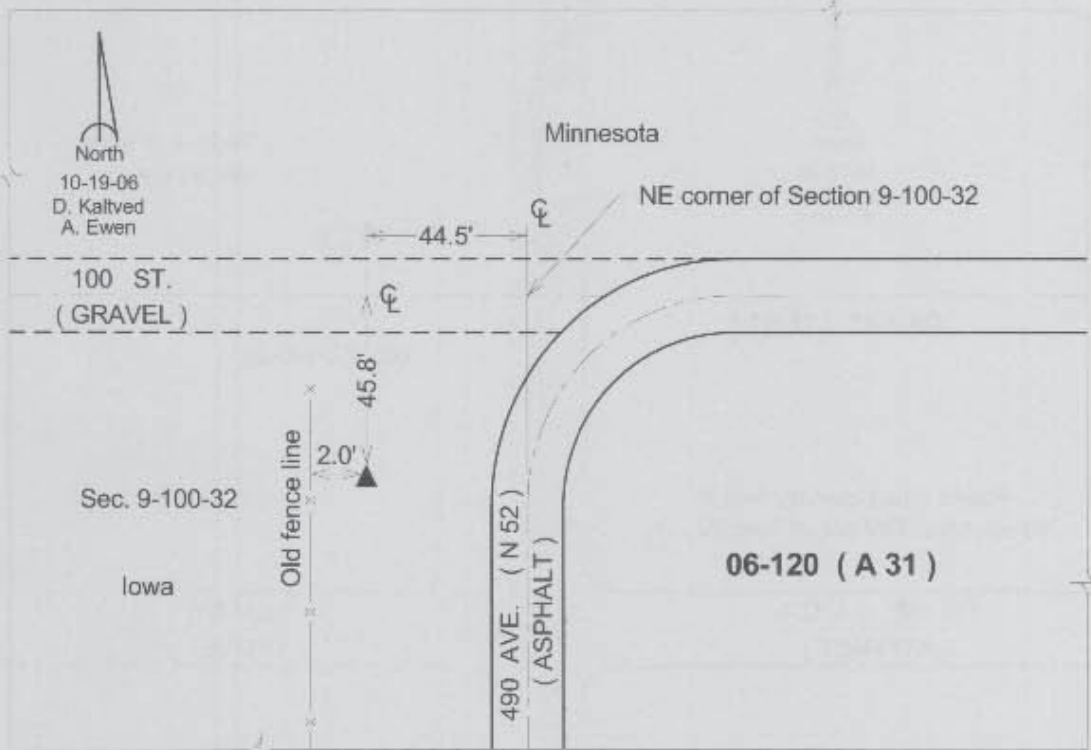 Minnesota
North
10-19-06
D. Kaltved
A. Ewen
NE corner of Section 9-100-32
℄
44.5'
100 ST.
( GRAVEL )
℄
45.8'
2.0'
Old fence line
Sec. 9-100-32
Iowa
490 AVE. ( N 52 )
( ASPHALT )
06-120 ( A 31 )